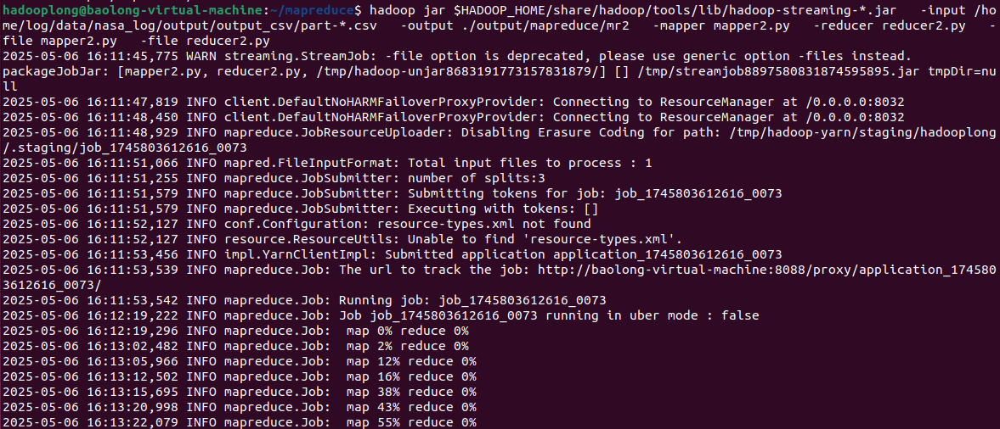 hadooplong@baolong-virtual-machine:~/mapreduce$ hadoop jar $HADOOP_HOME/share/hadoop/tools/lib/hadoop-streaming-*.jar   -input /ho
me/log/data/nasa_log/output/output_csv/part-*.csv   -output ./output/mapreduce/mr2   -mapper mapper2.py   -reducer reducer2.py   -
file mapper2.py   -file reducer2.py
2025-05-06 16:11:45,775 WARN streaming.StreamJob: -file option is deprecated, please use generic option -files instead.
packageJobJar: [mapper2.py, reducer2.py, /tmp/hadoop-unjar8683191773157831879/] [] /tmp/streamjob8897580831874595895.jar tmpDir=nu
ll
2025-05-06 16:11:47,819 INFO client.DefaultNoHARMFailoverProxyProvider: Connecting to ResourceManager at /0.0.0.0:8032
2025-05-06 16:11:48,450 INFO client.DefaultNoHARMFailoverProxyProvider: Connecting to ResourceManager at /0.0.0.0:8032
2025-05-06 16:11:48,929 INFO mapreduce.JobResourceUploader: Disabling Erasure Coding for path: /tmp/hadoop-yarn/staging/hadooplong
/.staging/job_1745803612616_0073
2025-05-06 16:11:51,066 INFO mapred.FileInputFormat: Total input files to process : 1
2025-05-06 16:11:51,255 INFO mapreduce.JobSubmitter: number of splits:3
2025-05-06 16:11:51,579 INFO mapreduce.JobSubmitter: Submitting tokens for job: job_1745803612616_0073
2025-05-06 16:11:51,579 INFO mapreduce.JobSubmitter: Executing with tokens: []
2025-05-06 16:11:52,127 INFO conf.Configuration: resource-types.xml not found
2025-05-06 16:11:52,127 INFO resource.ResourceUtils: Unable to find 'resource-types.xml'.
2025-05-06 16:11:53,456 INFO impl.YarnClientImpl: Submitted application application_1745803612616_0073
2025-05-06 16:11:53,539 INFO mapreduce.Job: The url to track the job: http://baolong-virtual-machine:8088/proxy/application_174580
3612616_0073/
2025-05-06 16:11:53,542 INFO mapreduce.Job: Running job: job_1745803612616_0073
2025-05-06 16:12:19,222 INFO mapreduce.Job: Job job_1745803612616_0073 running in uber mode : false
2025-05-06 16:12:19,296 INFO mapreduce.Job:  map 0% reduce 0%
2025-05-06 16:13:02,482 INFO mapreduce.Job:  map 2% reduce 0%
2025-05-06 16:13:05,966 INFO mapreduce.Job:  map 12% reduce 0%
2025-05-06 16:13:12,502 INFO mapreduce.Job:  map 16% reduce 0%
2025-05-06 16:13:15,695 INFO mapreduce.Job:  map 38% reduce 0%
2025-05-06 16:13:20,998 INFO mapreduce.Job:  map 43% reduce 0%
2025-05-06 16:13:22,079 INFO mapreduce.Job:  map 55% reduce 0%